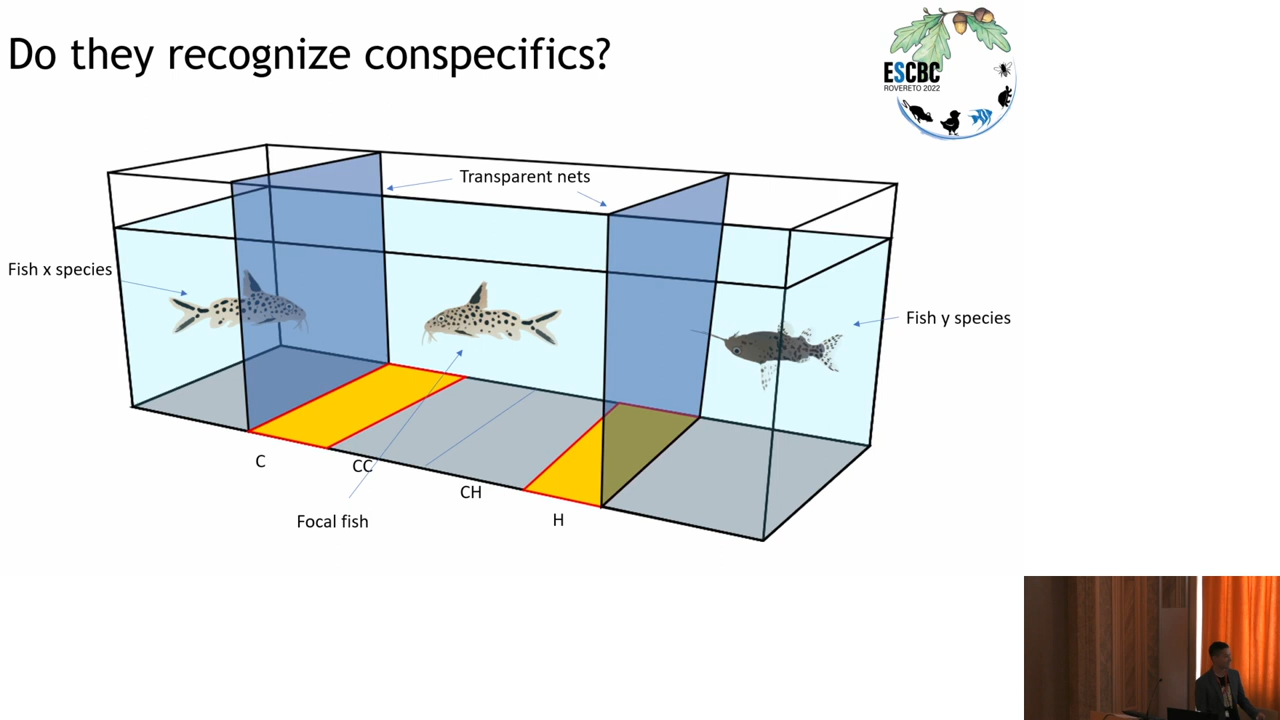 Do they recognize conspecifics?
ESCBC
ROVERETO 2022
Transparent nets
Fish x species
Fish y species
C
CC
CH
H
Focal fish